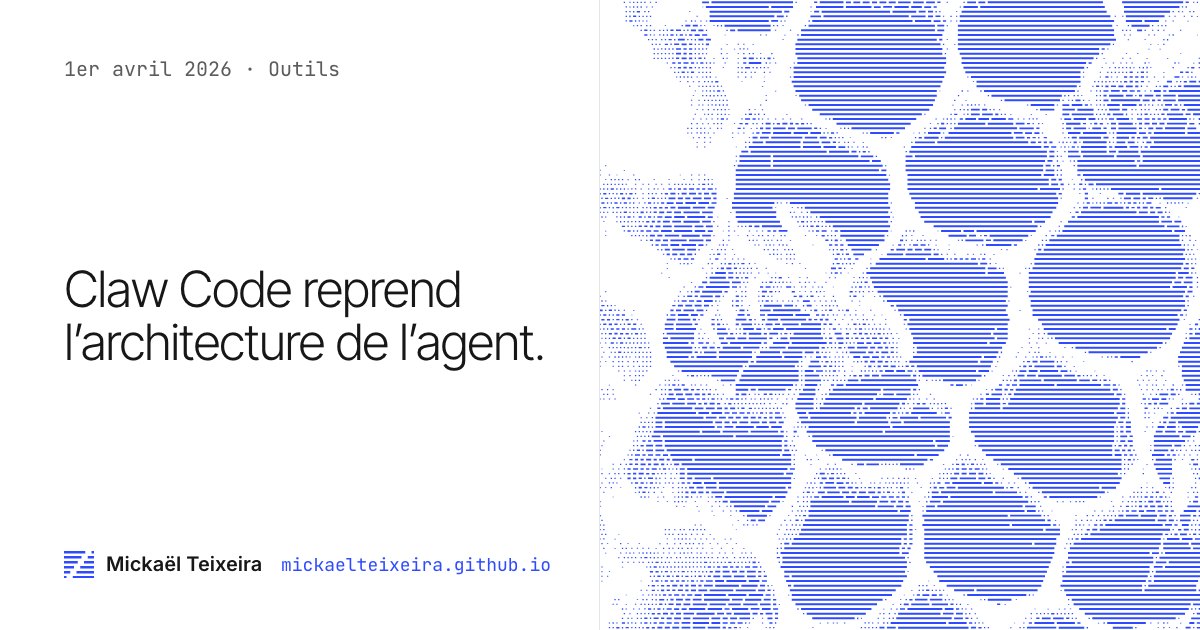 1er avril 2026 · Outils
Claw Code reprend
l’architecture de l’agent.
Mickaël Teixeira mickaelteixeira.github.io